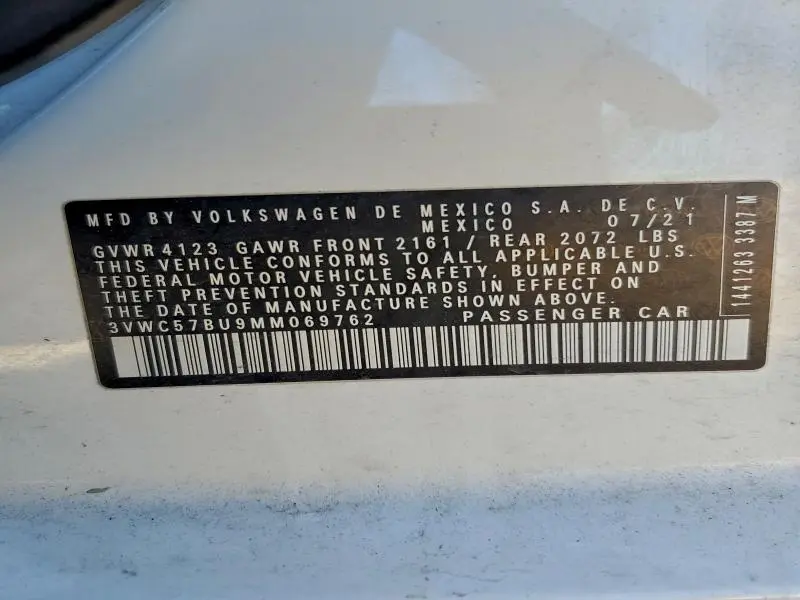 MFD BY VOLKSWAGEN DE MEXICO S.A. DE C.V.
MEXICO 07/21
GVWR 4123 GAWR FRONT 2161 / REAR 2072 LBS
THIS VEHICLE CONFORMS TO ALL APPLICABLE U.S.
FEDERAL MOTOR VEHICLE SAFETY, BUMPER AND
THEFT PREVENTION STANDARDS IN EFFECT ON
THE DATE OF MANUFACTURE SHOWN ABOVE.
3VWC57BU9MM069762 PASSENGER CAR
1441263 3387 M